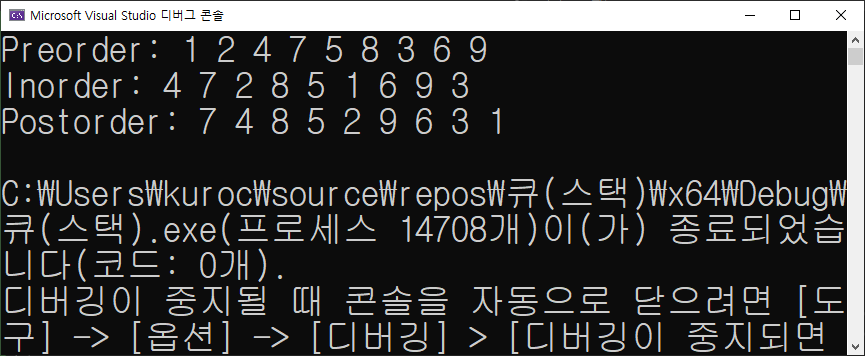 Microsoft Visual Studio 디버그 콘솔
Preorder: 1 2 4 7 5 8 3 6 9
Inorder: 4 7 2 8 5 1 6 9 3
Postorder: 7 4 8 5 2 9 6 3 1
C:₩Users₩kuroc₩source₩repos₩큐(스택)₩x64₩Debug₩
큐(스택).exe(프로세스 14708개)이(가) 종료되었습
니다(코드: 0개).
디버깅이 중지될 때 콘솔을 자동으로 닫으려면 [도
구] -> [옵션] -> [디버깅] > [디버깅이 중지되면